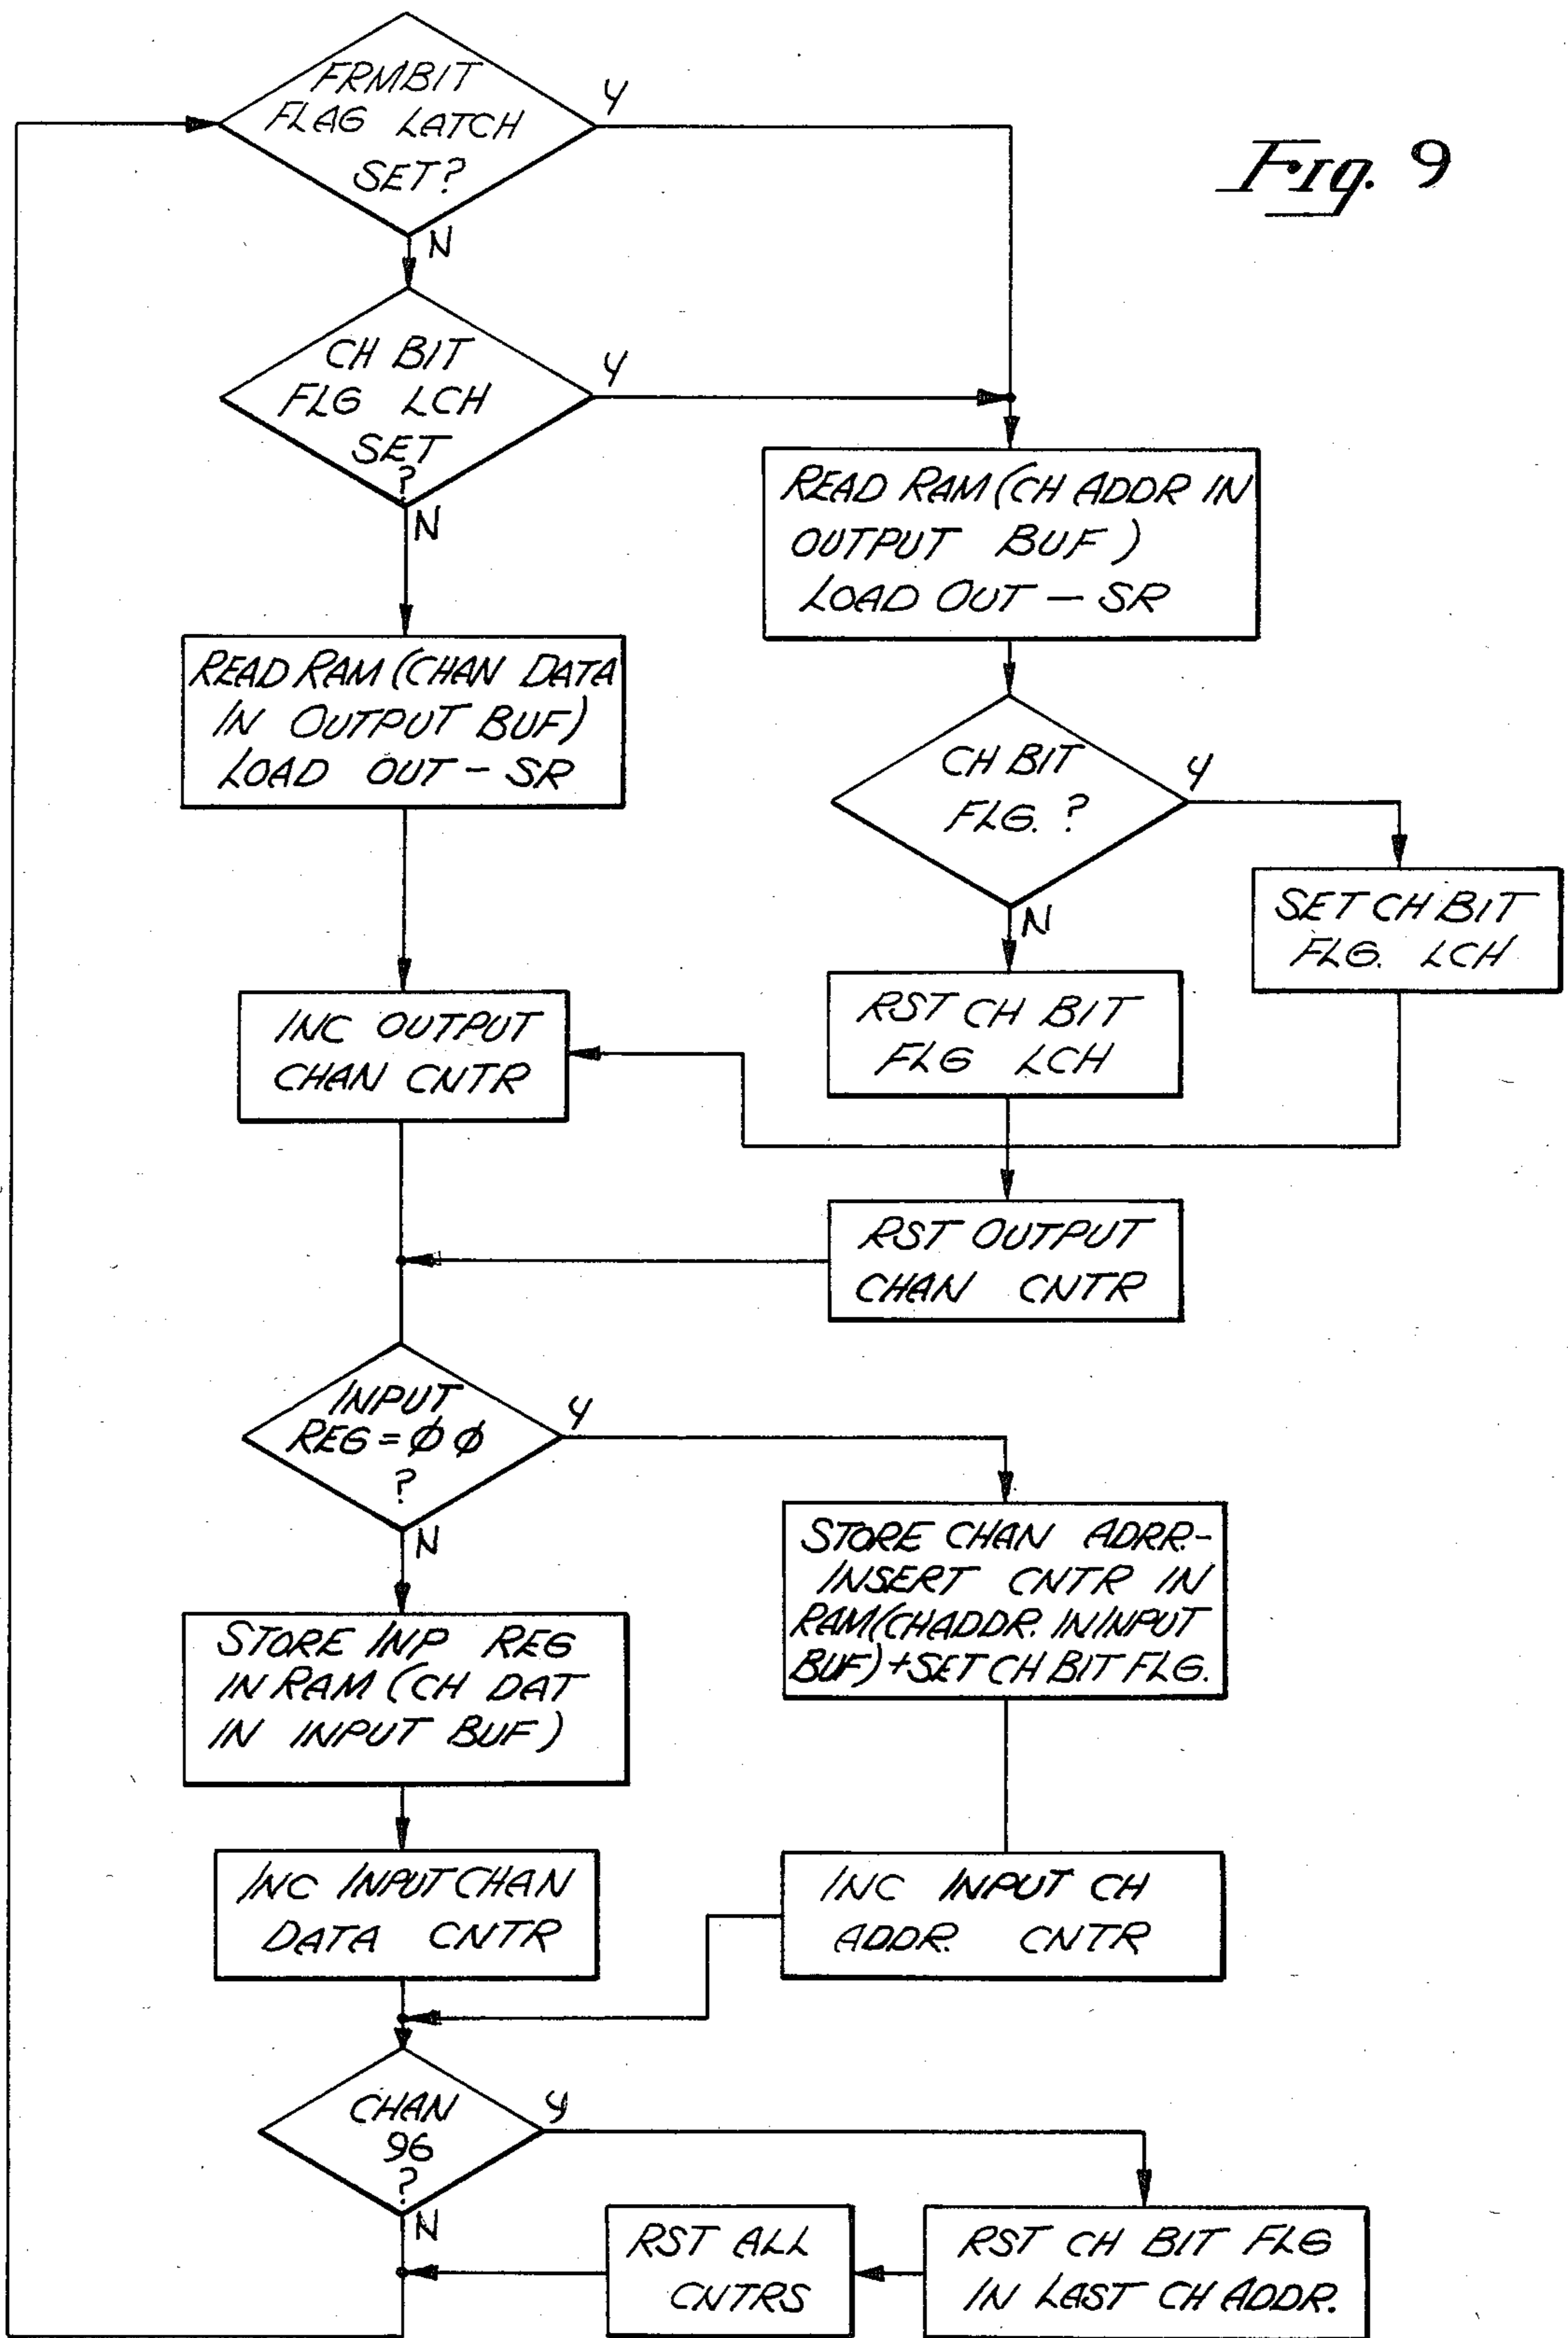 Fig. 9
FRMBIT
FLAG LATCH
SET?
Y
N
CH BIT
FLG LCH
SET
?
Y
N
READ RAM (CH ADDR IN
OUTPUT BUF)
LOAD OUT - SR
READ RAM (CHAN DATA
IN OUTPUT BUF)
LOAD OUT - SR
CH BIT
FLG. ?
Y
N
SET CH BIT
FLG. LCH
RST CH BIT
FLG LCH
INC OUTPUT
CHAN CNTR
RST OUTPUT
CHAN CNTR
INPUT
REG = ØØ
?
Y
N
STORE CHAN ADRR.-
INSERT CNTR IN
RAM (CHADDR. IN INPUT
BUF) + SET CH BIT FLG.
STORE INP REG
IN RAM (CH DAT
IN INPUT BUF)
INC INPUT CHAN
DATA CNTR
INC INPUT CH
ADDR. CNTR
CHAN
96
?
Y
N
RST ALL
CNTRS
RST CH BIT FLG
IN LAST CH ADDR.